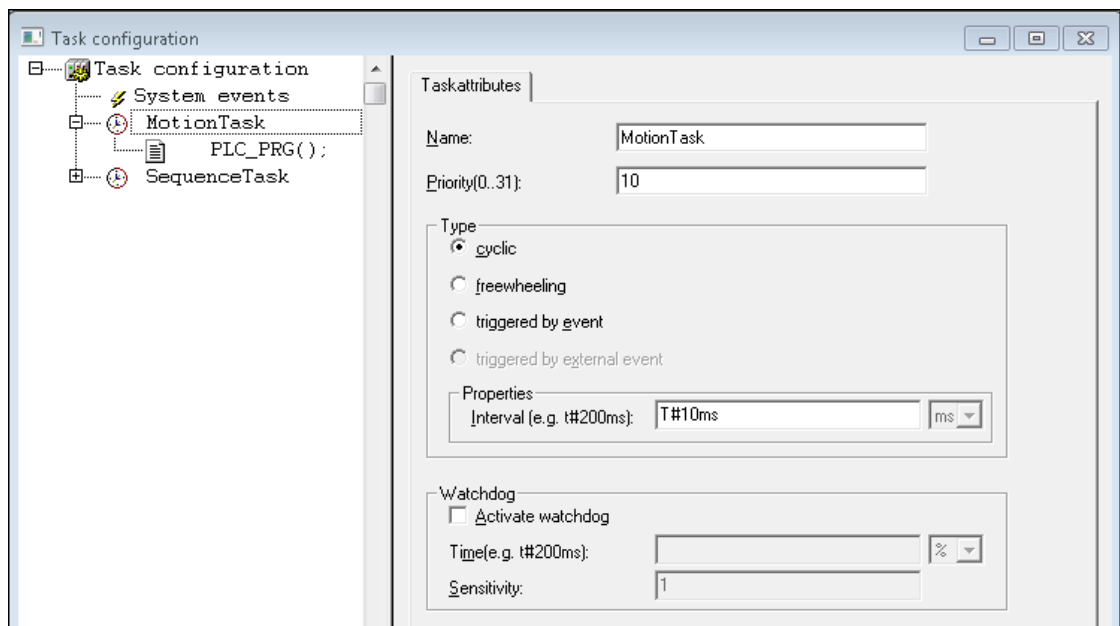 Task configuration
Task configuration
System events
MotionTask
PLC_PRG();
SequenceTask
Taskattributes
Name: MotionTask
Priority(0..31): 10
Type
cyclic
freewheeling
triggered by event
triggered by external event
Properties
Interval (e.g. t#200ms): T#10ms ms
Watchdog
Activate watchdog
Time(e.g. t#200ms): %
Sensitivity: 1